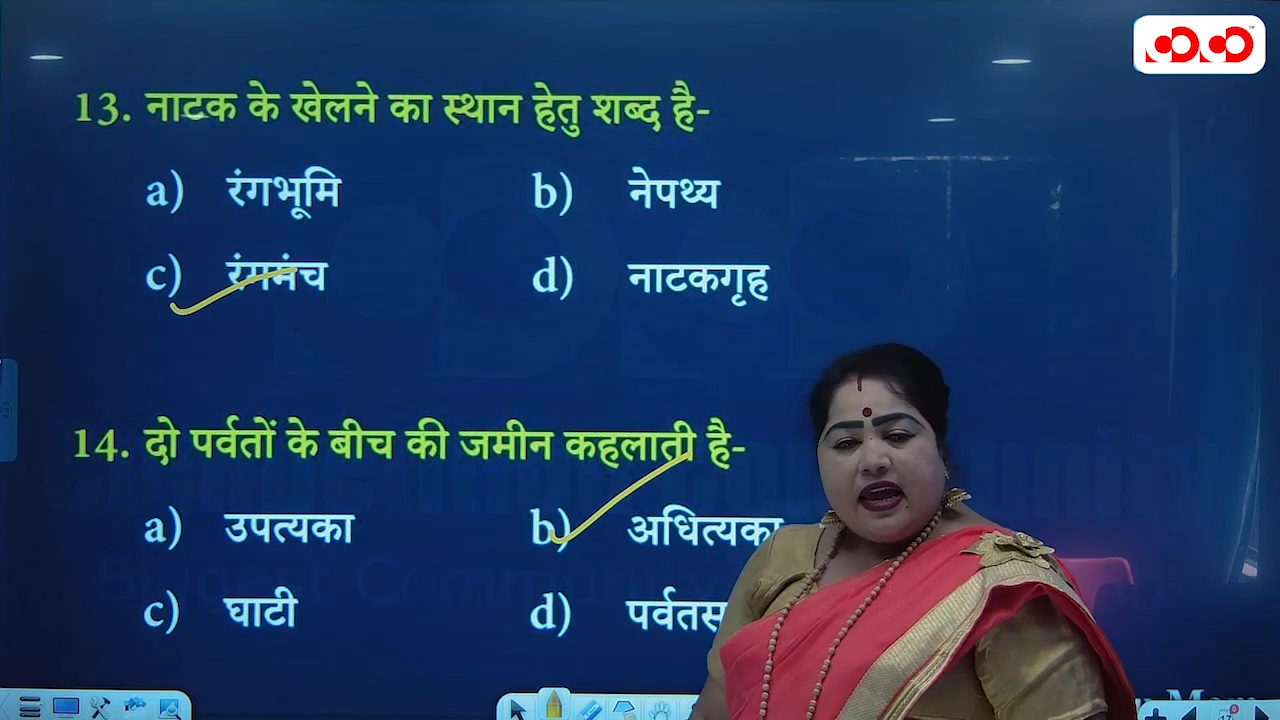 13. नाटक के खेलने का स्थान हेतु शब्द है-
a) रंगभूमि b) नेपथ्य
c) रंगमंच d) नाटकगृह
14. दो पर्वतों के बीच की जमीन कहलाती है-
a) उपत्यका b) अधित्यका
c) घाटी d)